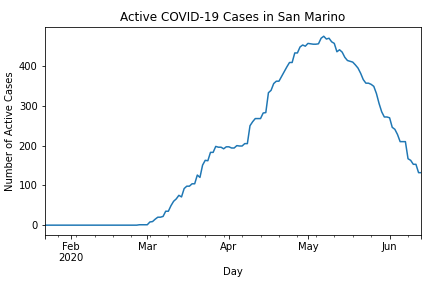 Active COVID-19 Cases in San Marino
Number of Active Cases
400
300
200
100
0
Feb
2020
Mar
Apr
May
Jun
Day